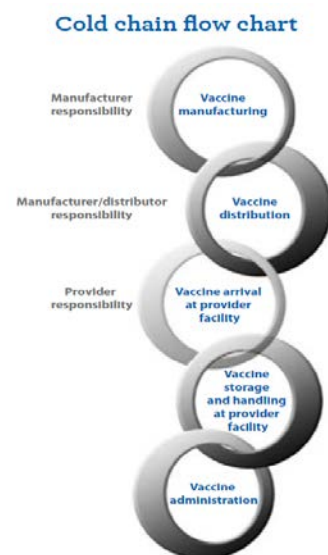 Cold chain flow chart
Manufacturer
responsibility
Vaccine
manufacturing
Manufacturer/distributor
responsibility
Vaccine
distribution
Provider
responsibility
Vaccine arrival
at provider
facility
Vaccine
storage
and handling
at provider
facility
Vaccine
administration